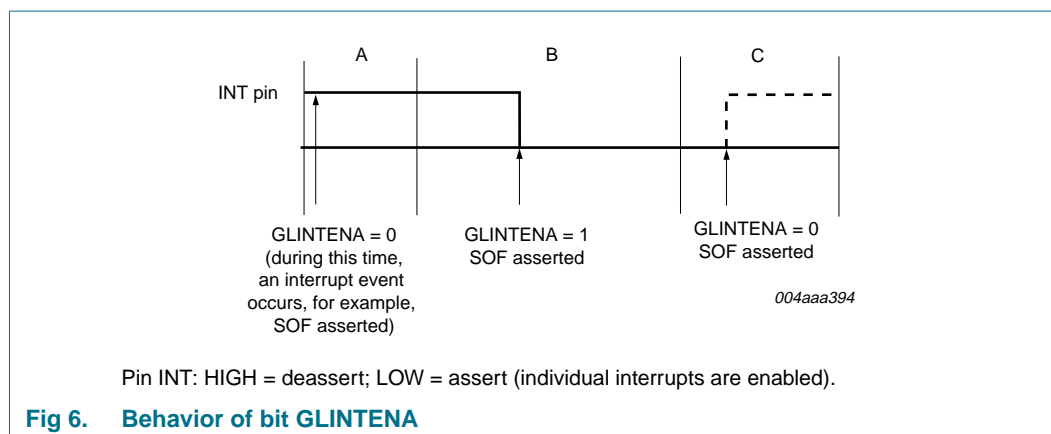 A
B
C
INT pin
GLINTENA = 0
(during this time,
an interrupt event
occurs, for example,
SOF asserted)
GLINTENA = 1
SOF asserted
GLINTENA = 0
SOF asserted
004aaa394
Pin INT: HIGH = deassert; LOW = assert (individual interrupts are enabled).
Fig 6. Behavior of bit GLINTENA